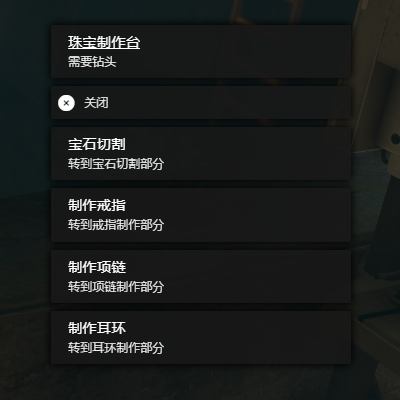 珠宝制作台
需要钻头
关闭
宝石切割
转到宝石切割部分
制作戒指
转到戒指制作部分
制作项链
转到项链制作部分
制作耳环
转到耳环制作部分